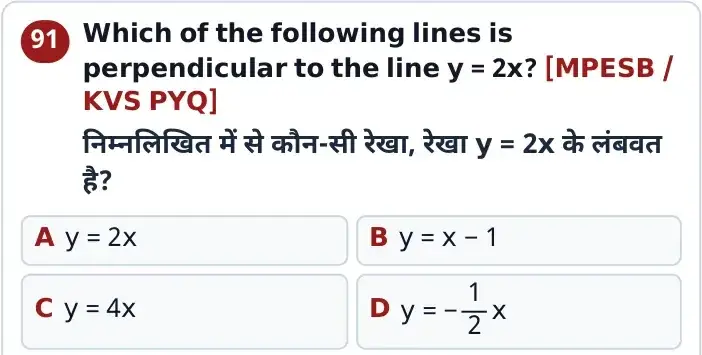 91 Which of the following lines is
perpendicular to the line y = 2x? [MPESB /
KVS PYQ]
निम्नलिखित में से कौन-सी रेखा, रेखा y = 2x के लंबवत
है?
A y = 2x
B y = x − 1
C y = 4x
D y = −1/2 x